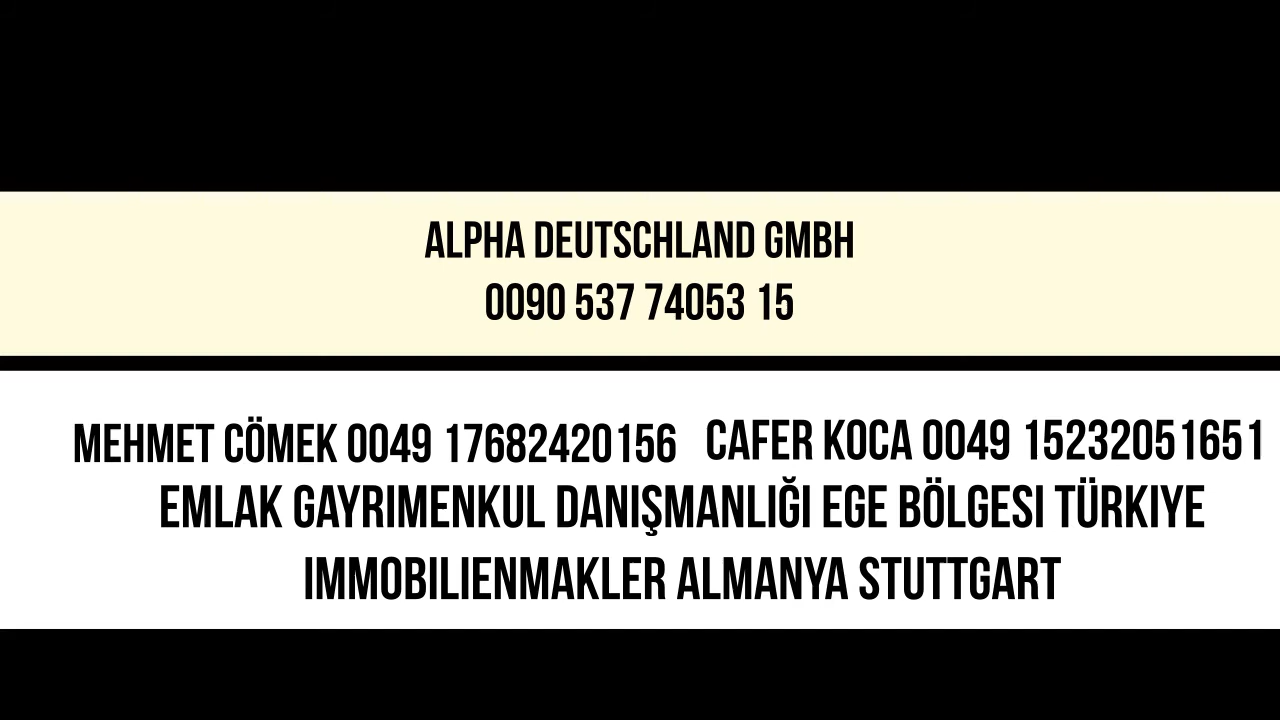 ALPHA DEUTSCHLAND GMBH
0090 537 74053 15
MEHMET CÖMEK 0049 17682420156 CAFER KOCA 0049 15232051651
EMLAK GAYRIMENKUL DANIŞMANLIĞI EGE BÖLGESI TÜRKIYE
IMMOBILIENMAKLER ALMANYA STUTTGART